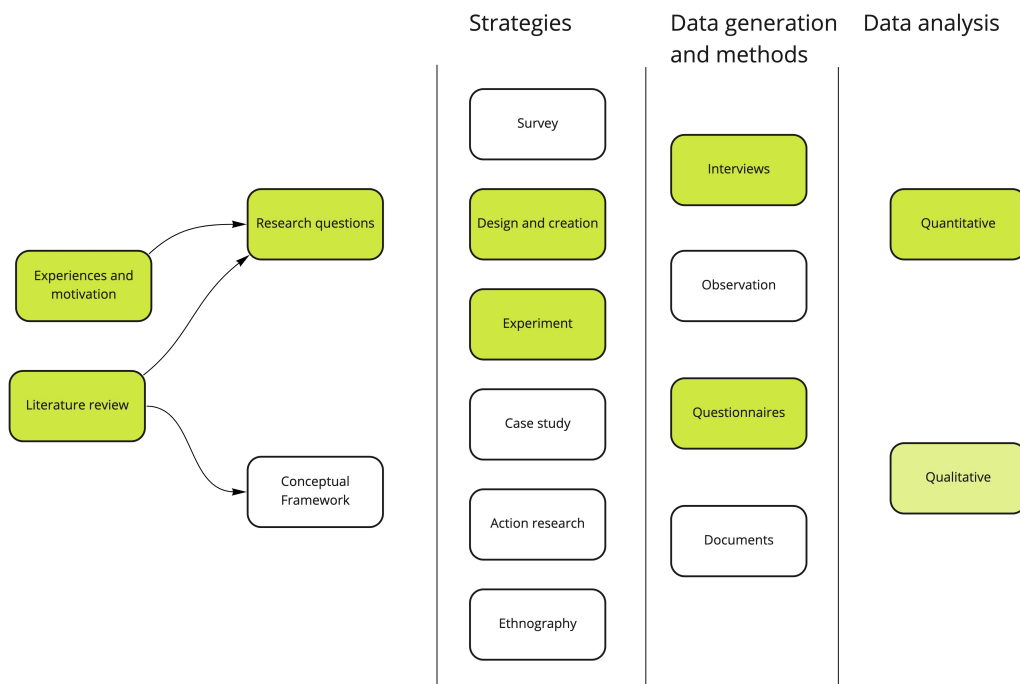 Strategies
Data generation
and methods
Data analysis
Experiences and
motivation
Literature review
Research questions
Conceptual
Framework
Survey
Design and creation
Experiment
Case study
Action research
Ethnography
Interviews
Observation
Questionnaires
Documents
Quantitative
Qualitative